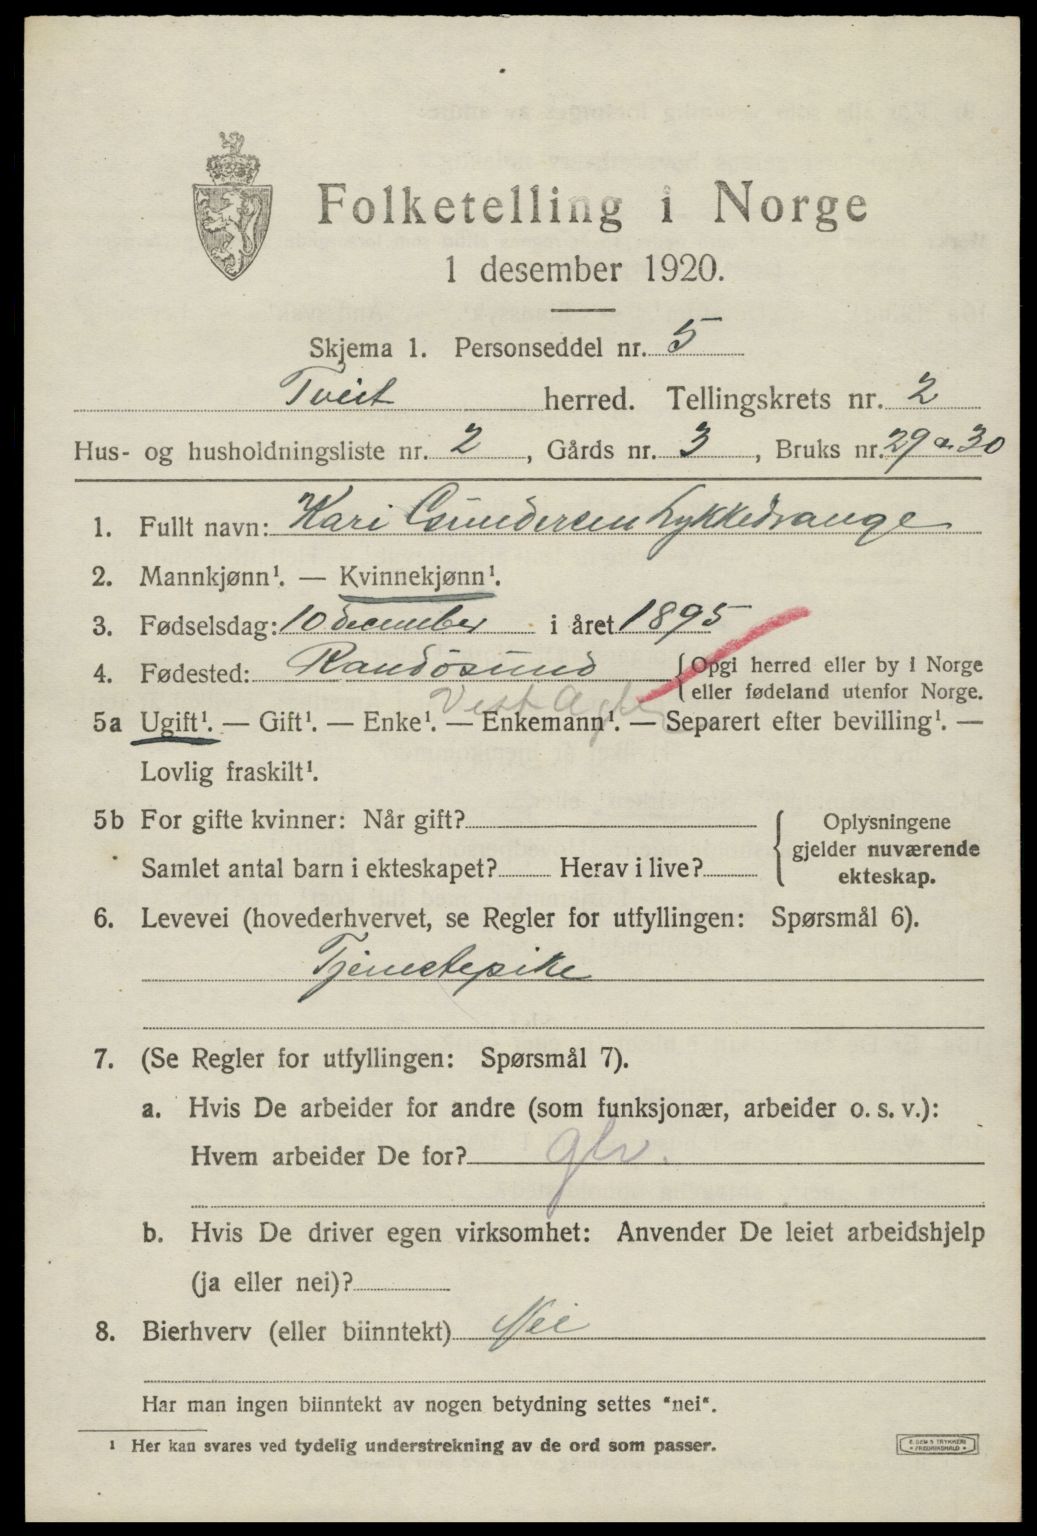 Folketelling i Norge
1 desember 1920.
Skjema 1. Personseddel nr. 5
Tveit herred. Tellingskrets nr. 2
Hus- og husholdningsliste nr. 2, Gårds nr. 3, Bruks nr. 29 a. 30
1. Fullt navn: Kari Gundersen Lykkedrange
2. Mannkjønn¹. — Kvinnekjønn¹.
3. Fødselsdag: 10 december i året 1895
4. Fødested: Randøsund {Opgi herred eller by i Norge
eller fødeland utenfor Norge.
Vest Agder
5a Ugift¹. — Gift¹. — Enke¹. — Enkemann¹. — Separert efter bevilling¹. —
Lovlig fraskilt¹.
5b For gifte kvinner: Når gift?
Samlet antal barn i ekteskapet? Herav i live?
Oplysningene
gjelder nuværende
ekteskap.
6. Levevei (hovederhvervet, se Regler for utfyllingen: Spørsmål 6).
Tjenestepike
7. (Se Regler for utfyllingen: Spørsmål 7).
a. Hvis De arbeider for andre (som funksjonær, arbeider o. s. v.):
Hvem arbeider De for?
b. Hvis De driver egen virksomhet: Anvender De leiet arbeidshjelp
(ja eller nei)?
8. Bierhverv (eller biinntekt) Nei
Har man ingen biinntekt av nogen betydning settes "nei".
¹ Her kan svares ved tydelig understrekning av de ord som passer.